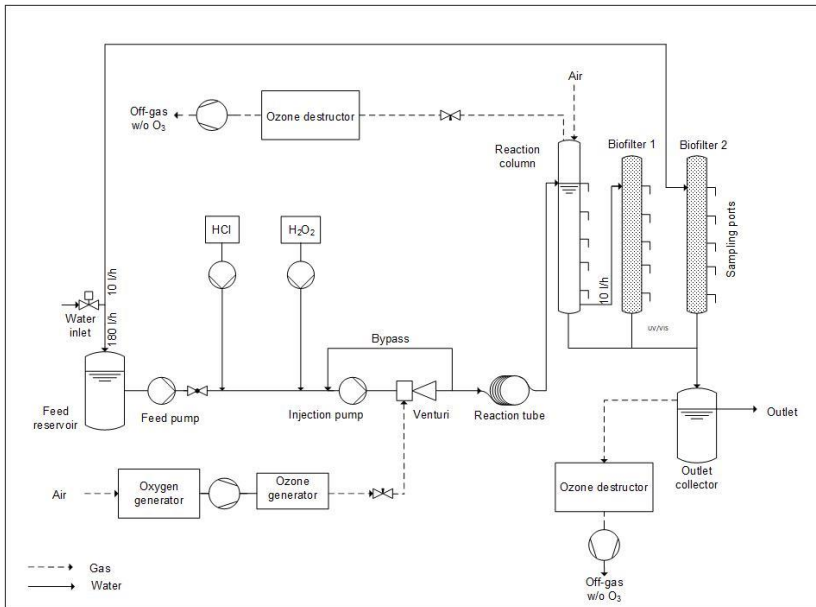 Air
Off-gas
w/o O₃
Ozone destructor
Reaction
column
Biofilter 1
Biofilter 2
HCl
H₂O₂
Sampling ports
10 l/h
10 l/h
Water
inlet
180 l/h
UV/VIS
Bypass
Feed
reservoir
Feed pump
Injection pump
Venturi
Reaction tube
Outlet
Outlet
collector
Air
Oxygen
generator
Ozone
generator
Ozone destructor
Gas
Water
Off-gas
w/o O₃